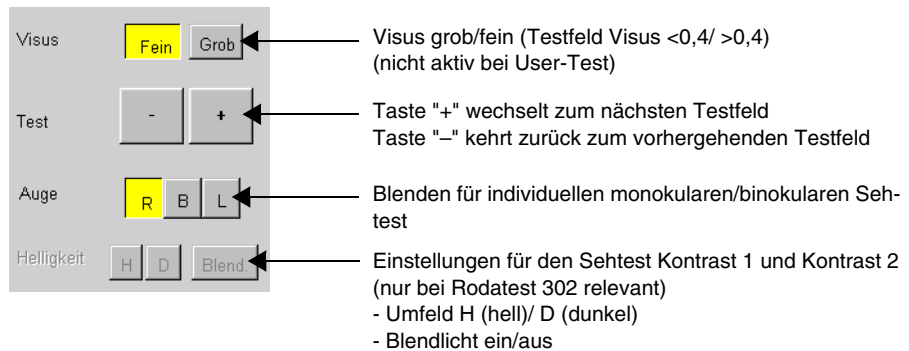 Visus
Fein
Grob
Visus grob/fein (Testfeld Visus <0,4/ >0,4)
(nicht aktiv bei User-Test)
Test
-
+
Taste "+" wechselt zum nächsten Testfeld
Taste "–" kehrt zurück zum vorhergehenden Testfeld
Auge
R
B
L
Blenden für individuellen monokularen/binokularen Seh-
test
Helligkeit
H
D
Blend.
Einstellungen für den Sehtest Kontrast 1 und Kontrast 2
(nur bei Rodatest 302 relevant)
- Umfeld H (hell)/ D (dunkel)
- Blendlicht ein/aus